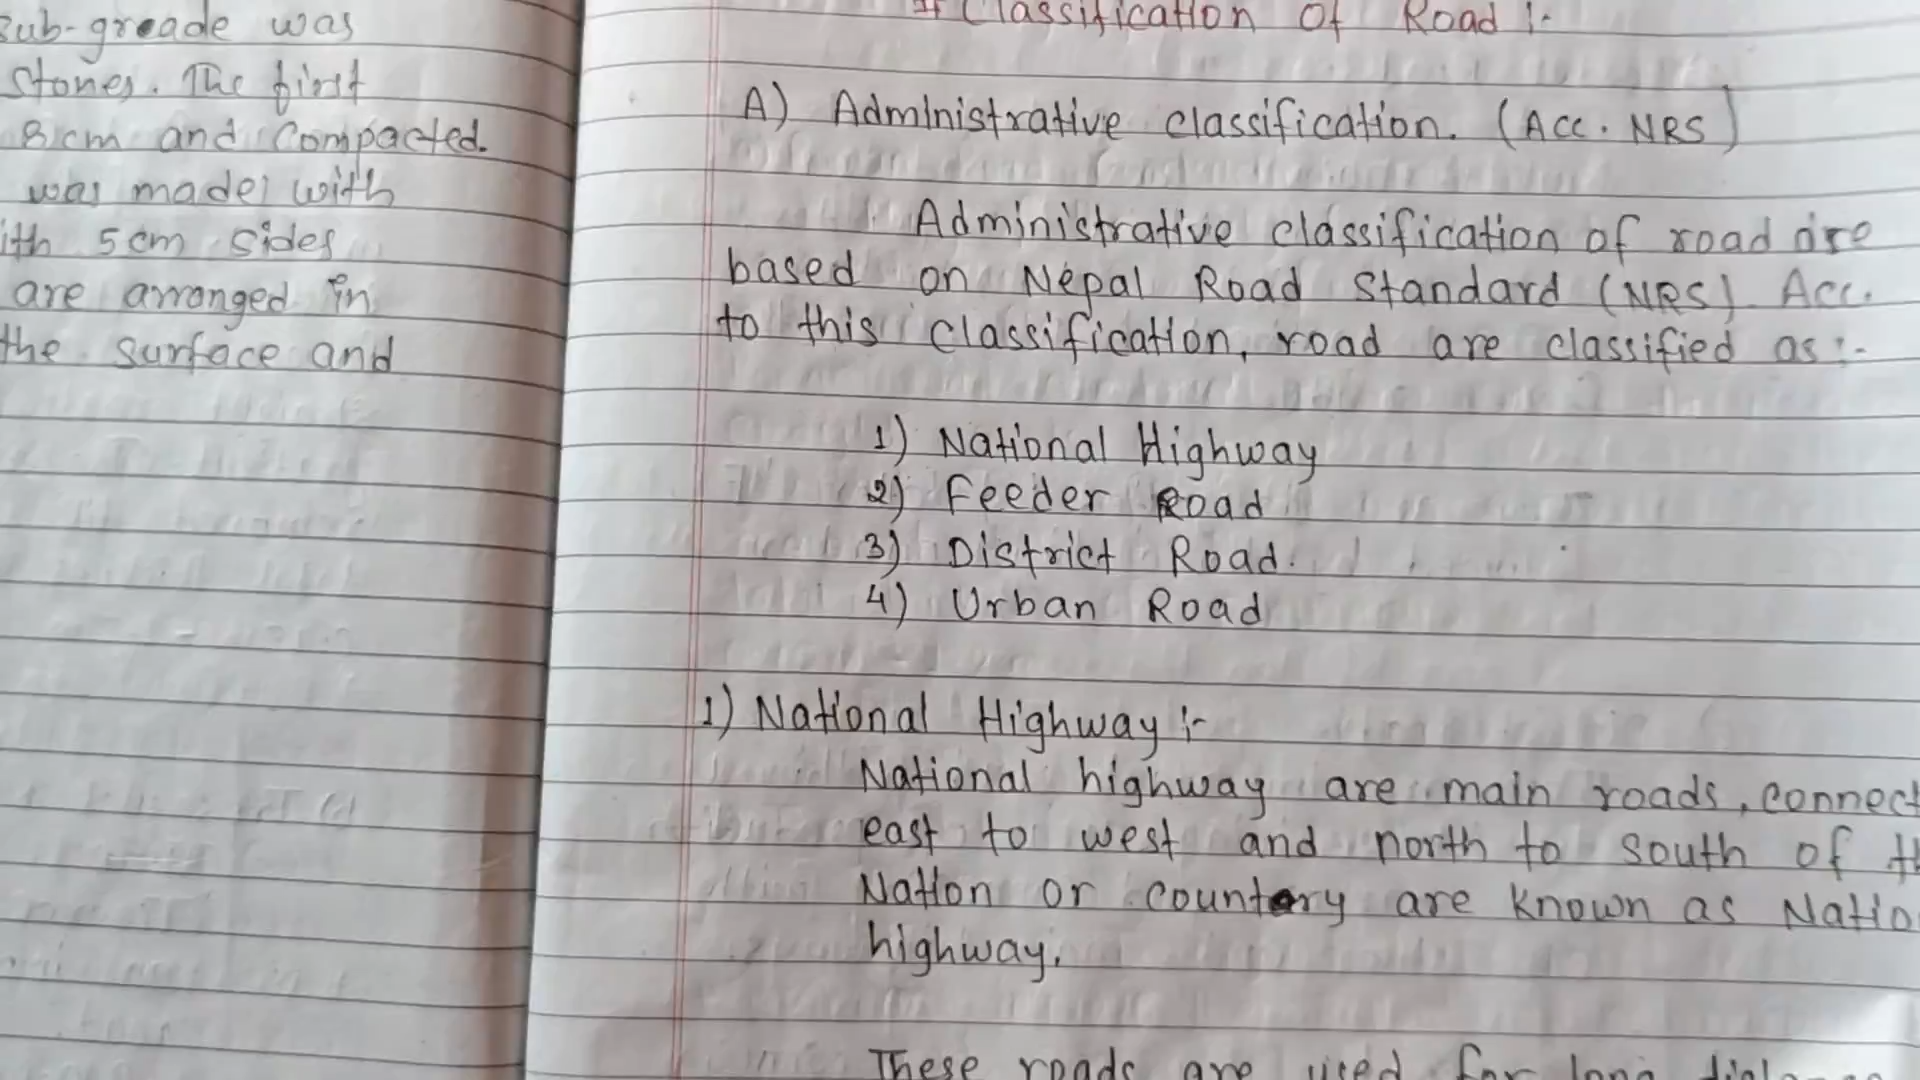 sub-greade was
stones. The first
8cm and compacted.
was made with
ith 5cm sides
are arranged in
the surface and
# Classification Of Road :-
A) Administrative classification. (Acc. NRS)
Administrative classification of road are
based on Nepal Road Standard (NRS) Acc.
to this classification, road are classified as:-
1) National Highway
2) Feeder Road
3) District Road.
4) Urban Road
1) National Highway :-
National highway are main roads, connect
east to west and north to south of th
Nation or country are known as Natio
highway.
These roads are used for long